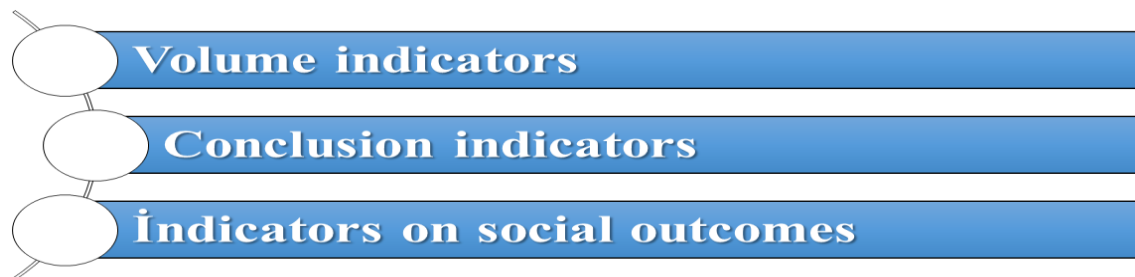 Volume indicators
Conclusion indicators
İndicators on social outcomes